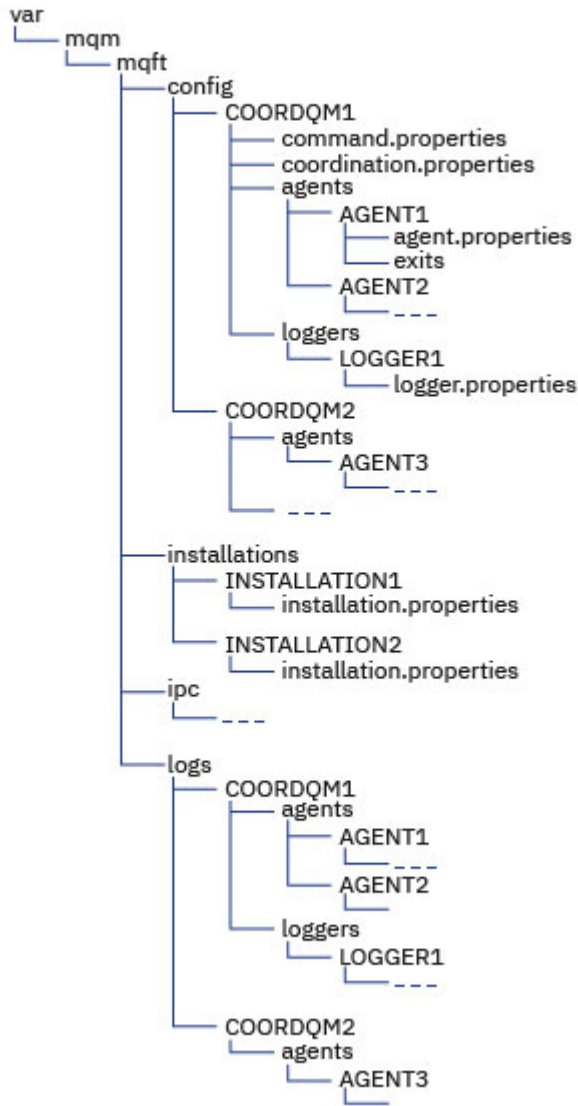 var
mqm
mqft
config
COORDQM1
command.properties
coordination.properties
agents
AGENT1
agent.properties
exits
AGENT2
loggers
LOGGER1
logger.properties
COORDQM2
agents
AGENT3
installations
INSTALLATION1
installation.properties
INSTALLATION2
installation.properties
ipc
logs
COORDQM1
agents
AGENT1
AGENT2
loggers
LOGGER1
COORDQM2
agents
AGENT3